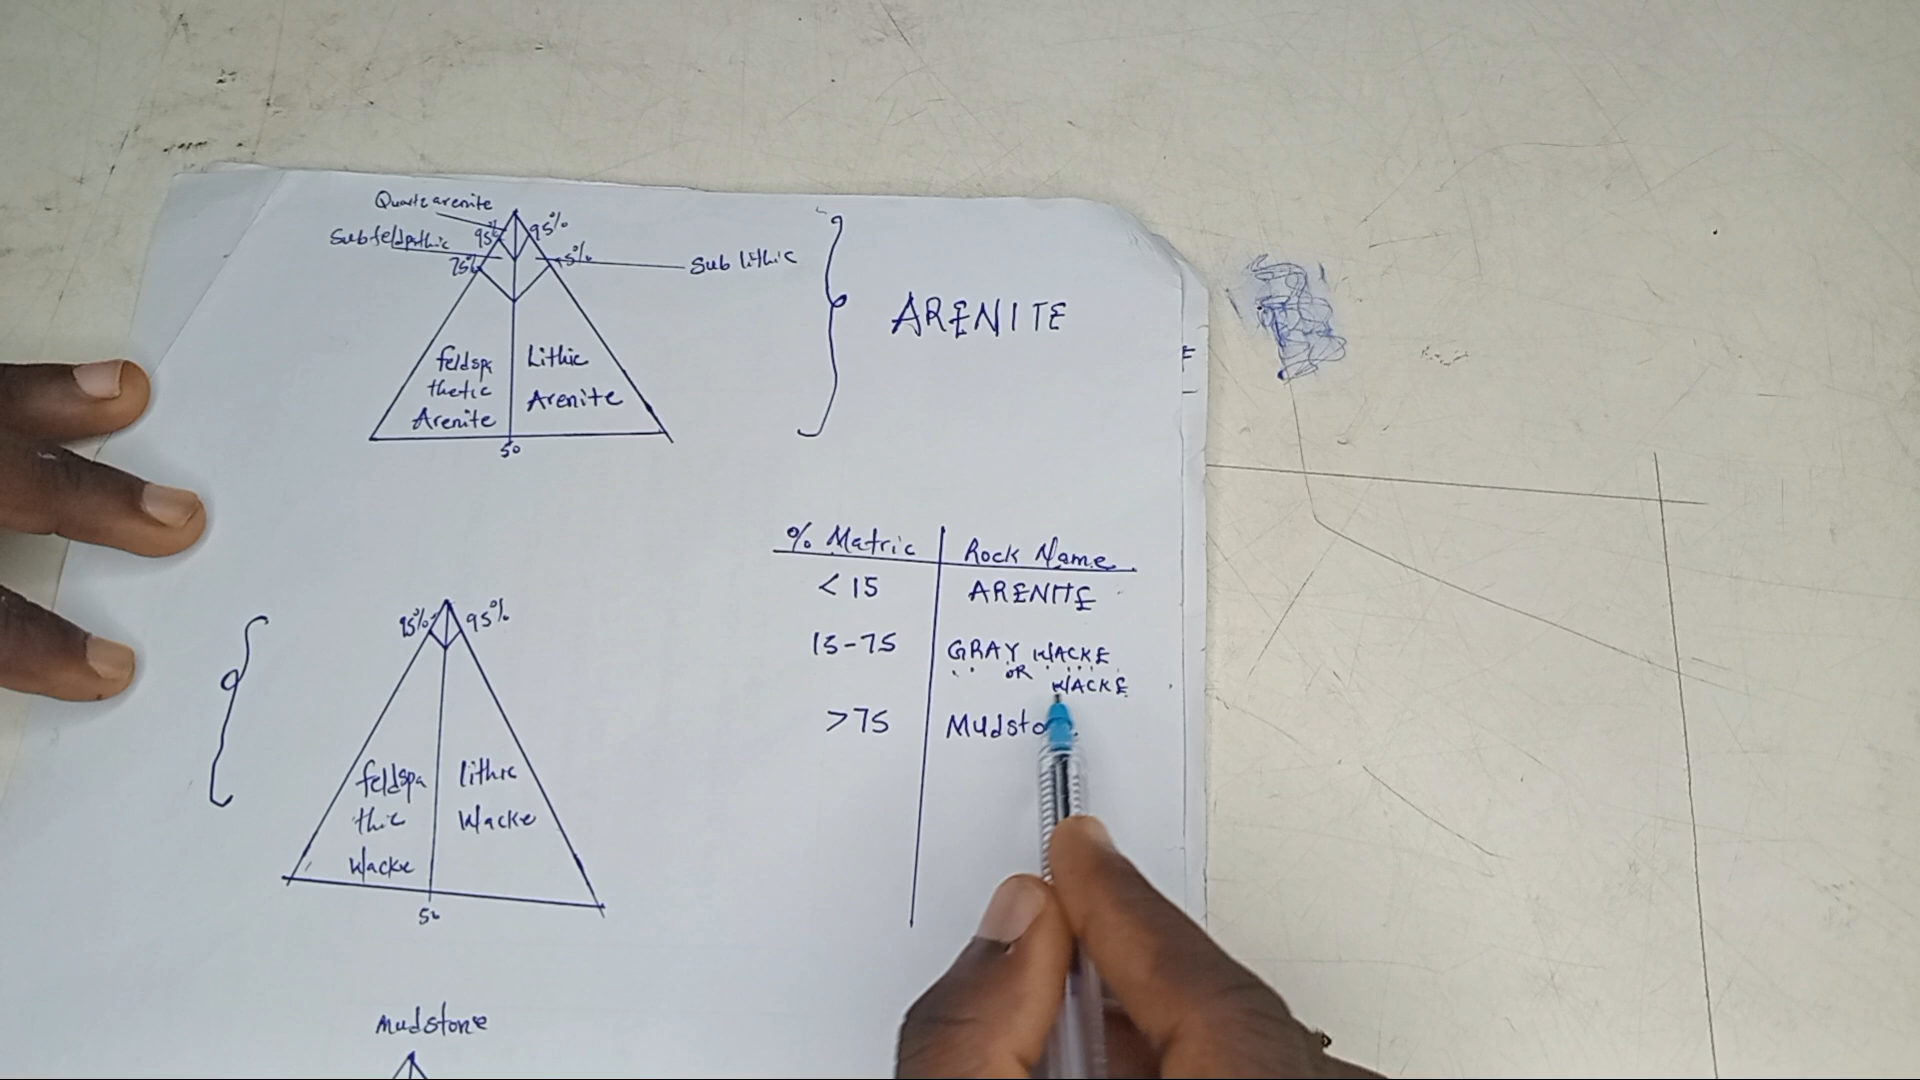 Quartz arenite
95% 95%
Subfeldpsthic
75%
5%
Sub lithic
ARENITE
feldspa
thetic
Arenite
Lithic
Arenite
50
% Matric Rock Name
<15 ARENITE
15-75 GRAY WACKE
OR
WACKE
>75 Mudsto
95% 95%
feldspa
thic
Wacke
lithic
Wacke
50
Mudstone